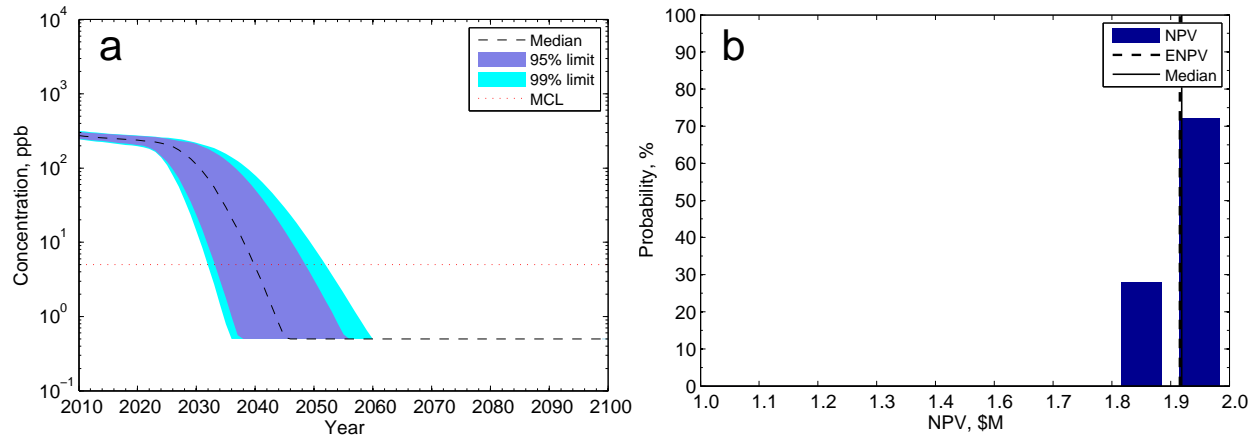 a
Median
95% limit
99% limit
MCL
Concentration, ppb
10^4
10^3
10^2
10^1
10^0
10^-1
2010 2020 2030 2040 2050 2060 2070 2080 2090 2100
Year
b
NPV
ENPV
Median
Probability, %
100
90
80
70
60
50
40
30
20
10
0
1.0 1.1 1.2 1.3 1.4 1.5 1.6 1.7 1.8 1.9 2.0
NPV, $M